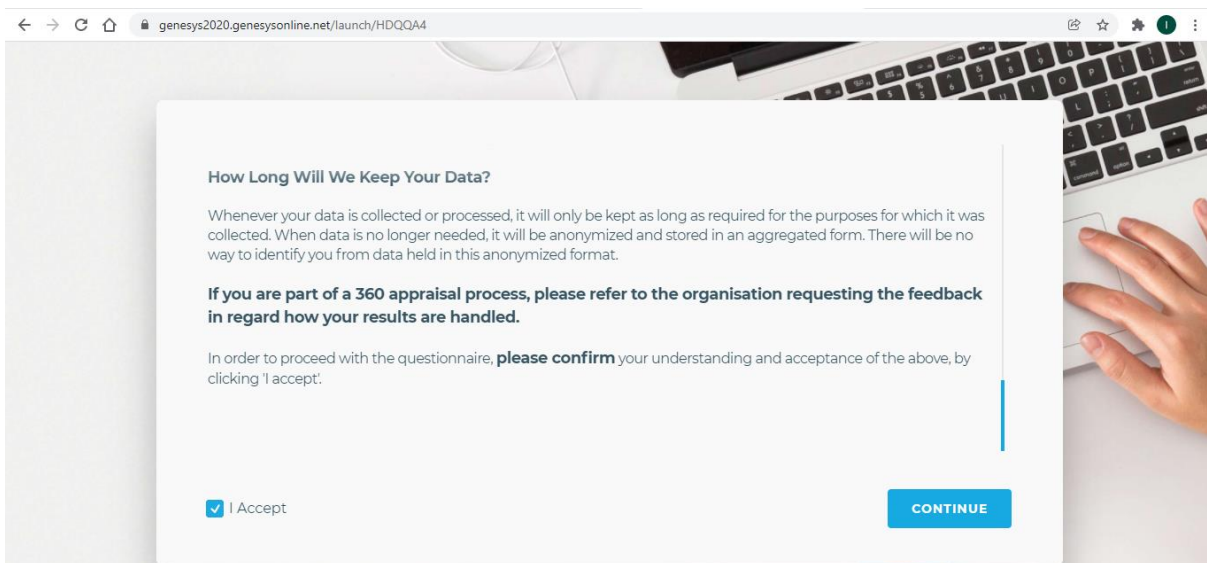 genesys2020.genesysonline.net/launch/HDQQA4
I
How Long Will We Keep Your Data?
Whenever your data is collected or processed, it will only be kept as long as required for the purposes for which it was
collected. When data is no longer needed, it will be anonymized and stored in an aggregated form. There will be no
way to identify you from data held in this anonymized format.
If you are part of a 360 appraisal process, please refer to the organisation requesting the feedback
in regard how your results are handled.
In order to proceed with the questionnaire, please confirm your understanding and acceptance of the above, by
clicking 'I accept'.
I Accept
CONTINUE